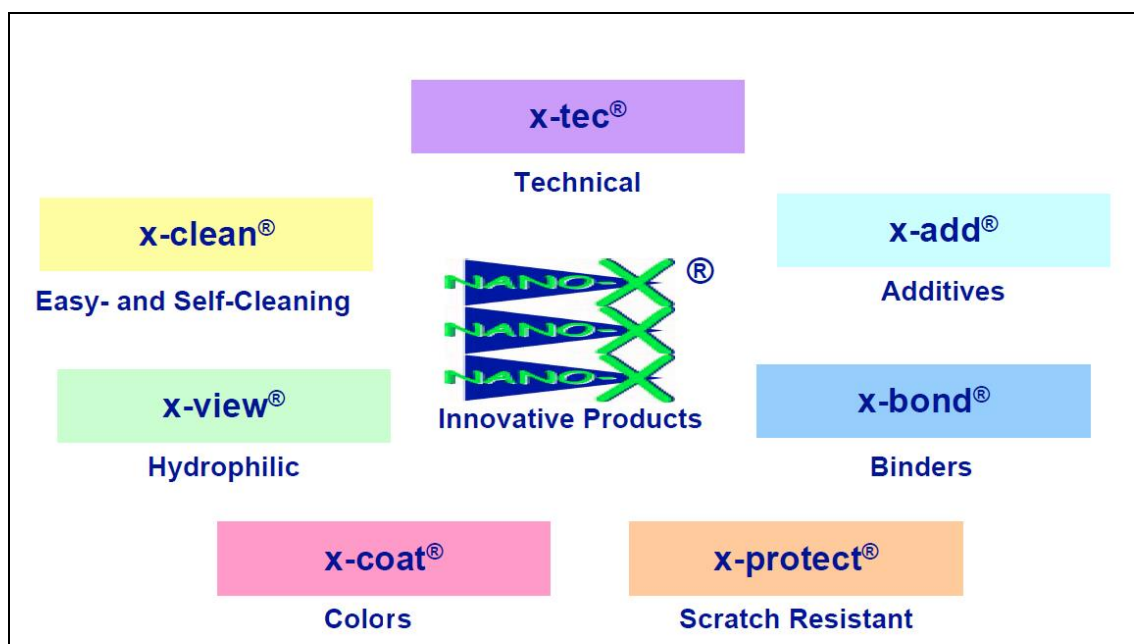 x-tec®
Technical
x-clean®
Easy- and Self-Cleaning
x-add®
Additives
NANO-X ®
NANO-X
NANO-X
Innovative Products
x-view®
Hydrophilic
x-bond®
Binders
x-coat®
Colors
x-protect®
Scratch Resistant